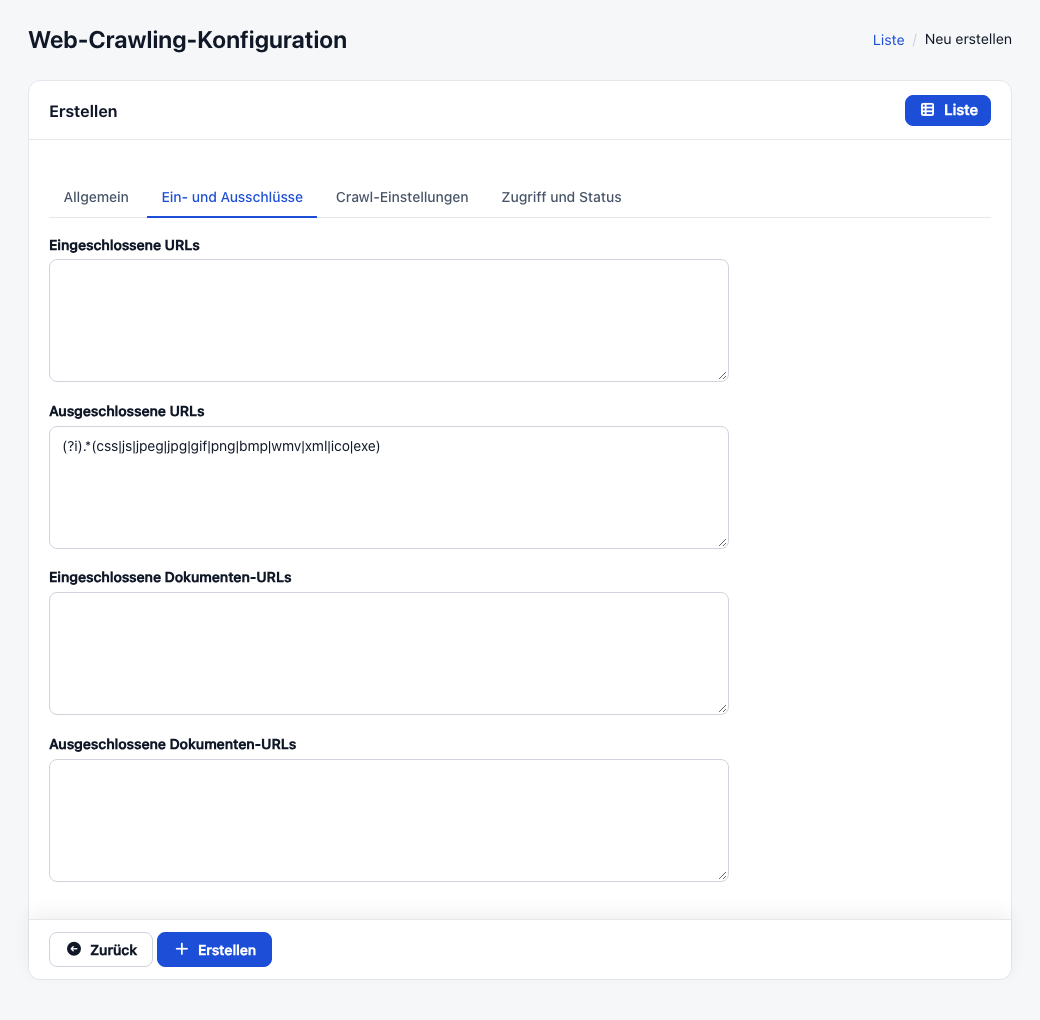 Web-Crawling-Konfiguration
Liste / Neu erstellen
Erstellen
Liste
Allgemein
Ein- und Ausschlüsse
Crawl-Einstellungen
Zugriff und Status
Eingeschlossene URLs
Ausgeschlossene URLs
(?i).*(css|js|jpeg|jpg|gif|png|bmp|wmv|xml|ico|exe)
Eingeschlossene Dokumenten-URLs
Ausgeschlossene Dokumenten-URLs
Zurück
Erstellen